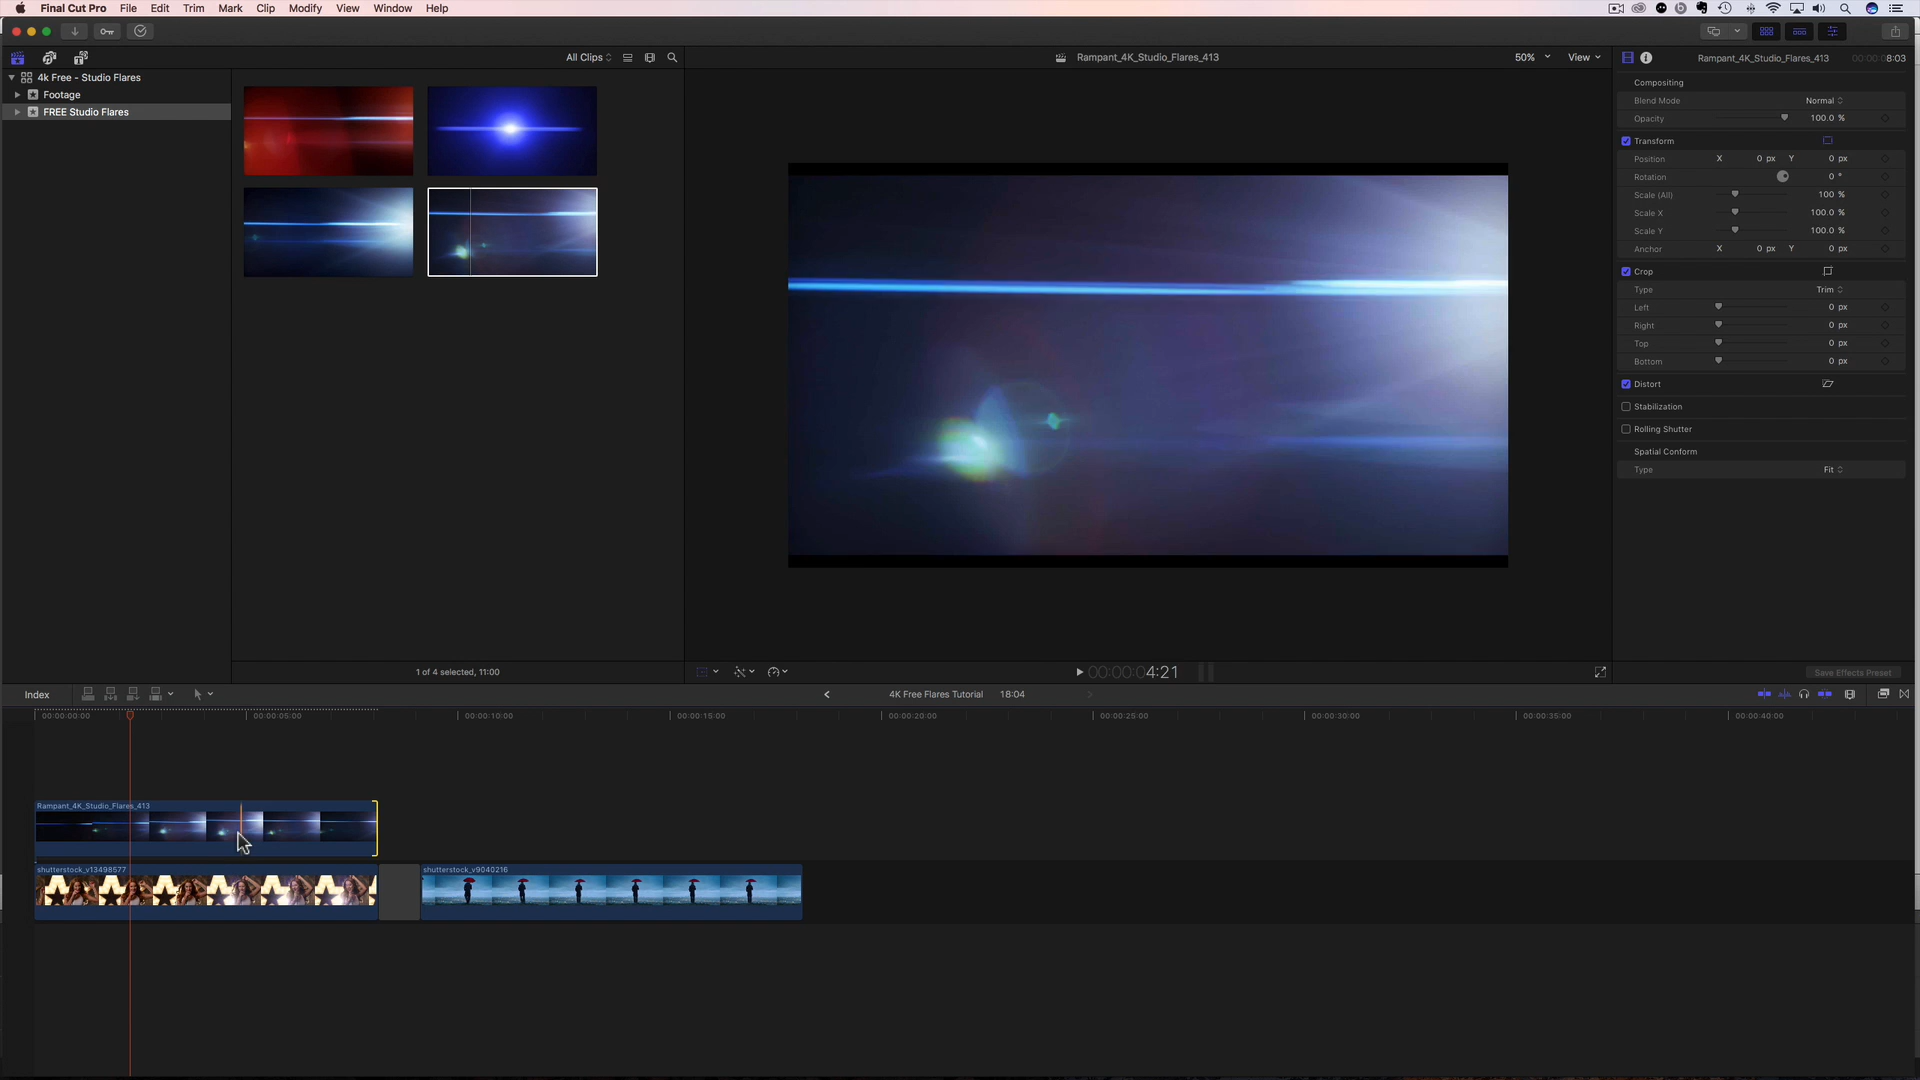 Final Cut Pro File Edit Trim Mark Clip Modify View Window Help
All Clips
Rampant_4K_Studio_Flares_413
50%
View
Rampant_4K_Studio_Flares_413
00:00:08:03
4k Free - Studio Flares
Footage
FREE Studio Flares
Compositing
Blend Mode Normal
Opacity 100.0 %
Transform
Position X 0 px Y 0 px
Rotation 0 °
Scale (All) 100 %
Scale X 100.0 %
Scale Y 100.0 %
Anchor X 0 px Y 0 px
Crop
Type Trim
Left 0 px
Right 0 px
Top 0 px
Bottom 0 px
Distort
Stabilization
Rolling Shutter
Spatial Conform
Type Fit
1 of 4 selected, 11:00
00:00:04:21
Save Effects Preset
Index
4K Free Flares Tutorial 18:04
00:00:00:00 00:00:05:00 00:00:10:00 00:00:15:00 00:00:20:00 00:00:25:00 00:00:30:00 00:00:35:00 00:00:40:00
Rampant_4K_Studio_Flares_413
shutterstock_v13498577
shutterstock_v9040216